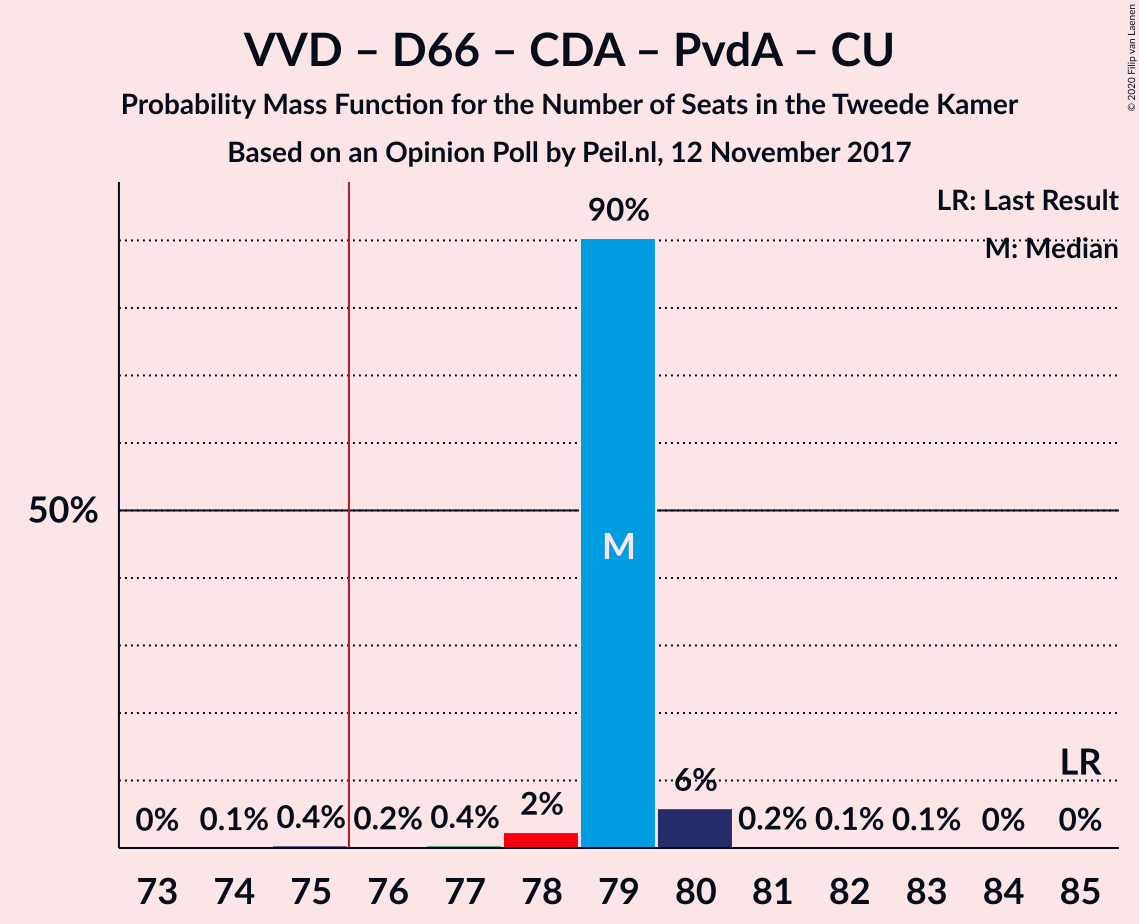 VVD – D66 – CDA – PvdA – CU
Probability Mass Function for the Number of Seats in the Tweede Kamer
Based on an Opinion Poll by Peil.nl, 12 November 2017
© 2020 Filip van Laenen
LR: Last Result
M: Median
90%
50%
M
LR
0% 0.1% 0.4% 0.2% 0.4% 2% 6% 0.2% 0.1% 0.1% 0% 0%
73 74 75 76 77 78 79 80 81 82 83 84 85